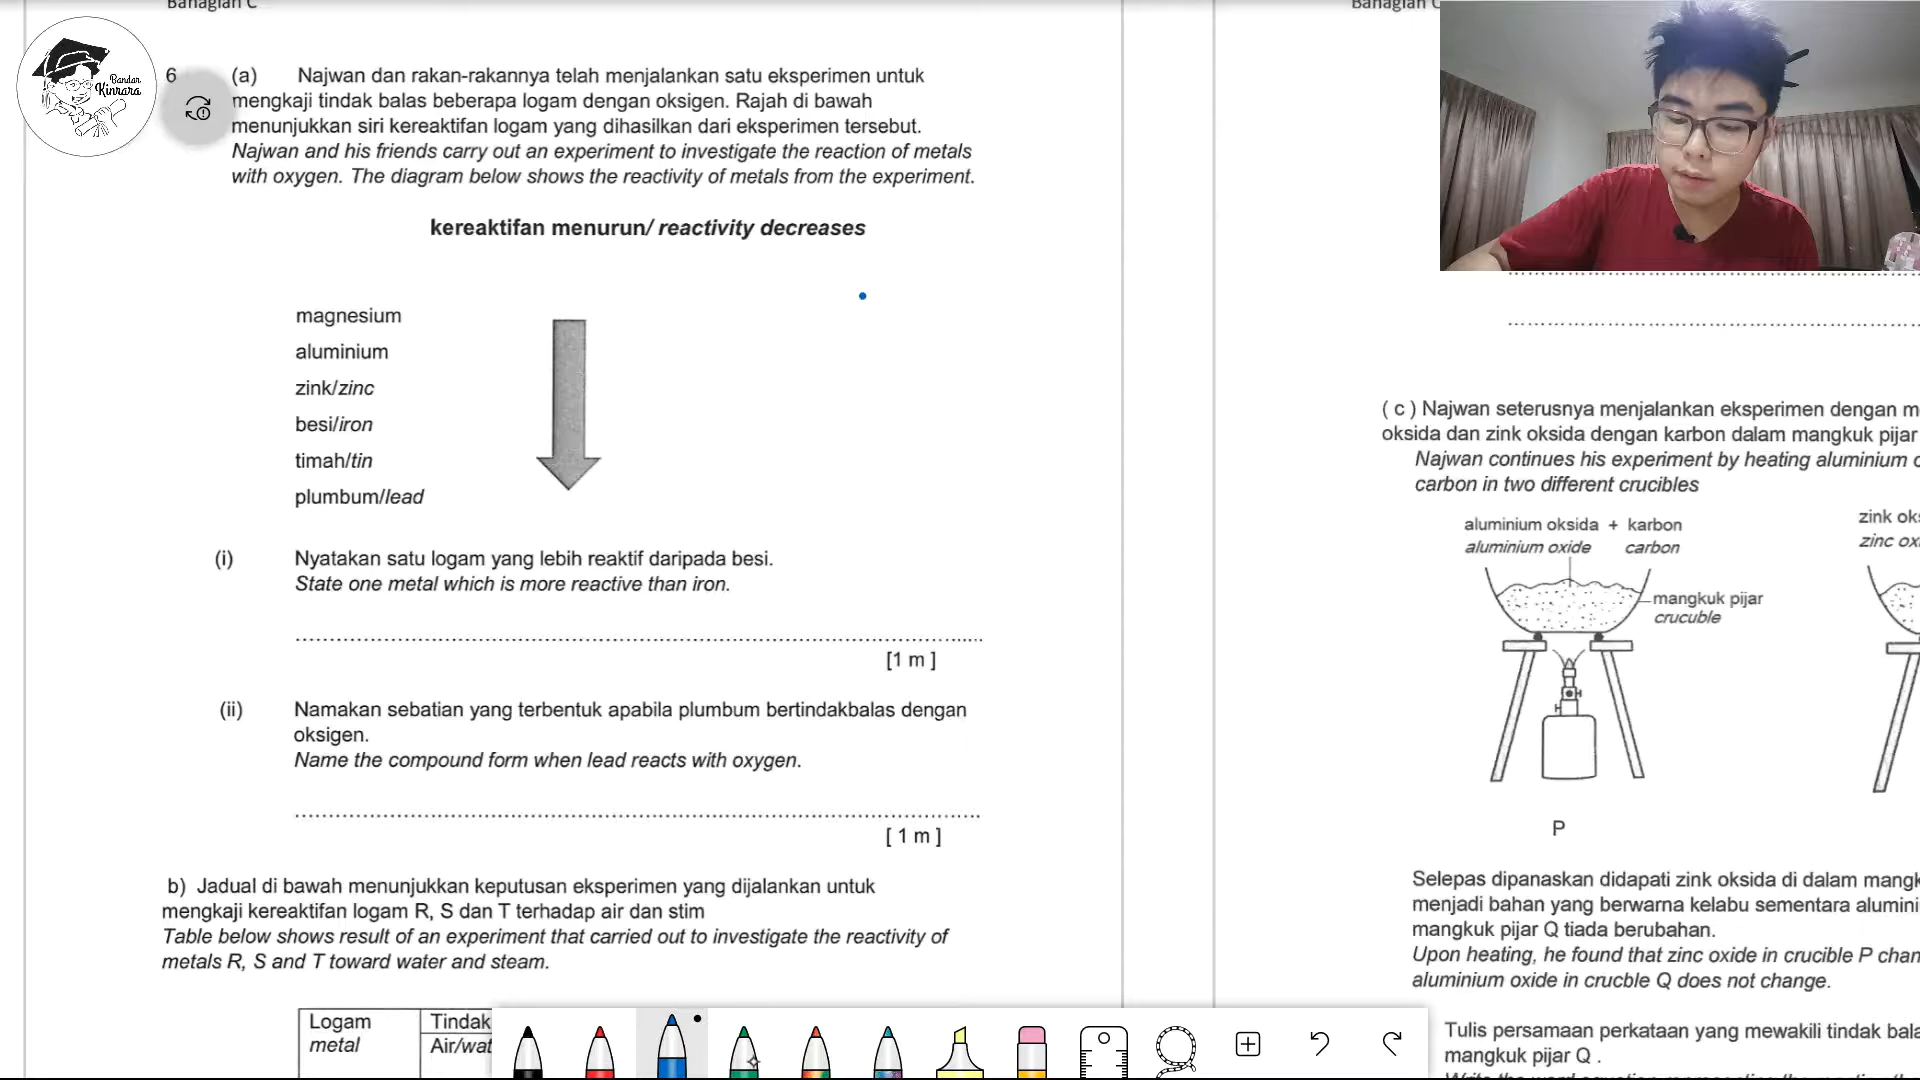 Bahagian C
Bandar
Kinrara
6 (a) Najwan dan rakan-rakannya telah menjalankan satu eksperimen untuk
mengkaji tindak balas beberapa logam dengan oksigen. Rajah di bawah
menunjukkan siri kereaktifan logam yang dihasilkan dari eksperimen tersebut.
Najwan and his friends carry out an experiment to investigate the reaction of metals
with oxygen. The diagram below shows the reactivity of metals from the experiment.
kereaktifan menurun/ reactivity decreases
magnesium
aluminium
zink/zinc
besi/iron
timah/tin
plumbum/lead
(i) Nyatakan satu logam yang lebih reaktif daripada besi.
State one metal which is more reactive than iron.
[1 m ]
(ii) Namakan sebatian yang terbentuk apabila plumbum bertindakbalas dengan
oksigen.
Name the compound form when lead reacts with oxygen.
[ 1 m ]
b) Jadual di bawah menunjukkan keputusan eksperimen yang dijalankan untuk
mengkaji kereaktifan logam R, S dan T terhadap air dan stim
Table below shows result of an experiment that carried out to investigate the reactivity of
metals R, S and T toward water and steam.
Logam Tindak
metal Air/wat
Bahagian
( c ) Najwan seterusnya menjalankan eksperimen dengan m
oksida dan zink oksida dengan karbon dalam mangkuk pijar
Najwan continues his experiment by heating aluminium o
carbon in two different crucibles
aluminium oksida + karbon
aluminium oxide carbon
zink ok
zinc ox
mangkuk pijar
crucuble
P
Selepas dipanaskan didapati zink oksida di dalam mangk
menjadi bahan yang berwarna kelabu sementara alumini
mangkuk pijar Q tiada berubahan.
Upon heating, he found that zinc oxide in crucible P chan
aluminium oxide in crucble Q does not change.
Tulis persamaan perkataan yang mewakili tindak bala
mangkuk pijar Q .